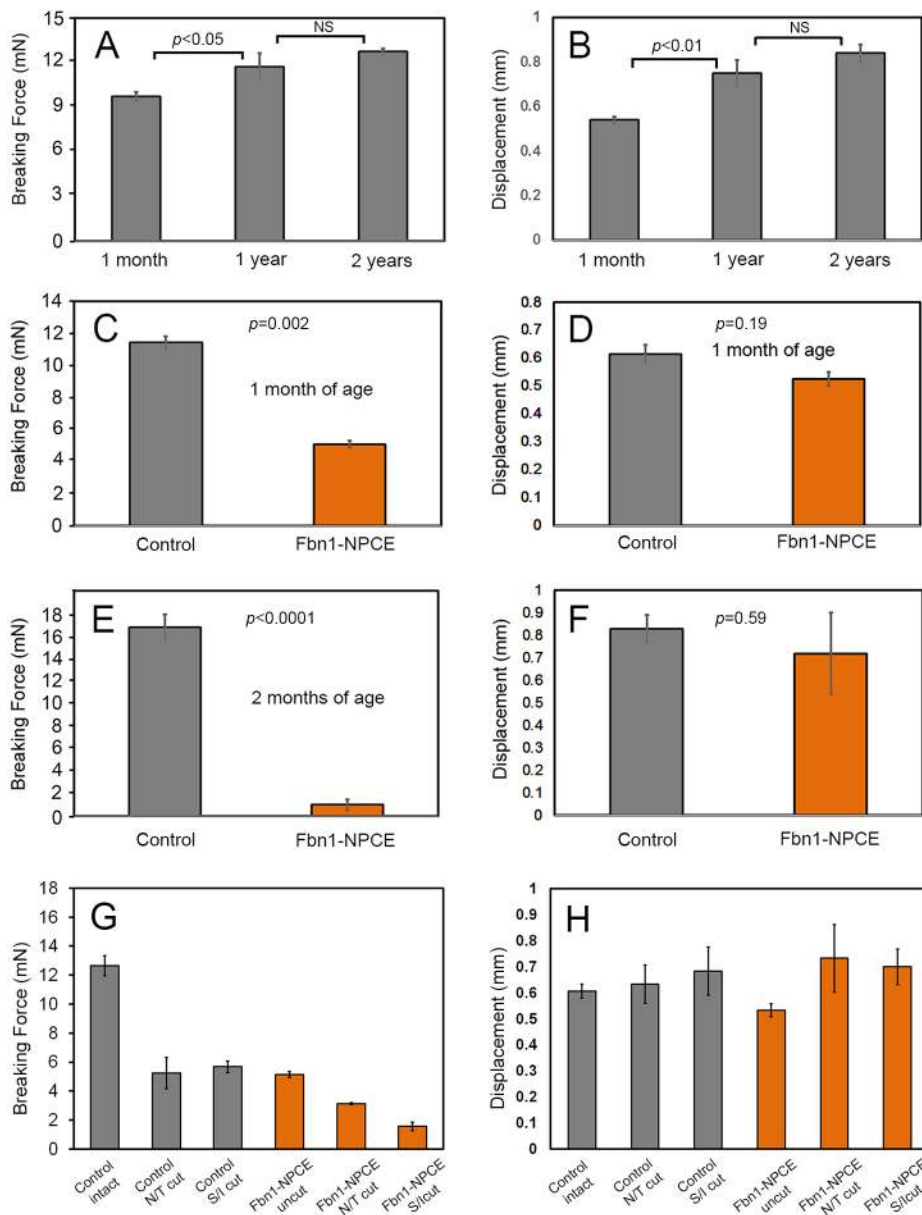 A
Breaking Force (mN)
15
12
9
6
3
0
p<0.05
NS
1 month
1 year
2 years
B
Displacement (mm)
1
0.8
0.6
0.4
0.2
0
p<0.01
NS
1 month
1 year
2 years
C
Breaking Force (mN)
14
12
10
8
6
4
2
0
p=0.002
1 month of age
Control
Fbn1-NPCE
D
Displacement (mm)
0.8
0.7
0.6
0.5
0.4
0.3
0.2
0.1
0
p=0.19
1 month of age
Control
Fbn1-NPCE
E
Breaking Force (mN)
18
16
14
12
10
8
6
4
2
0
p<0.0001
2 months of age
Control
Fbn1-NPCE
F
Displacement (mm)
1
0.9
0.8
0.7
0.6
0.5
0.4
0.3
0.2
0.1
0
p=0.59
Control
Fbn1-NPCE
G
Breaking Force (mN)
18
16
14
12
10
8
6
4
2
0
Control
intact
Control
N/T cut
Control
S/I cut
Fbn1-NPCE
uncut
Fbn1-NPCE
N/T cut
Fbn1-NPCE
S/Icut
H
Displacement (mm)
1
0.9
0.8
0.7
0.6
0.5
0.4
0.3
0.2
0.1
0
Control
intact
Control
N/T cut
Control
S/I cut
Fbn1-NPCE
uncut
Fbn1-NPCE
N/T cut
Fbn1-NPCE
S/Icut